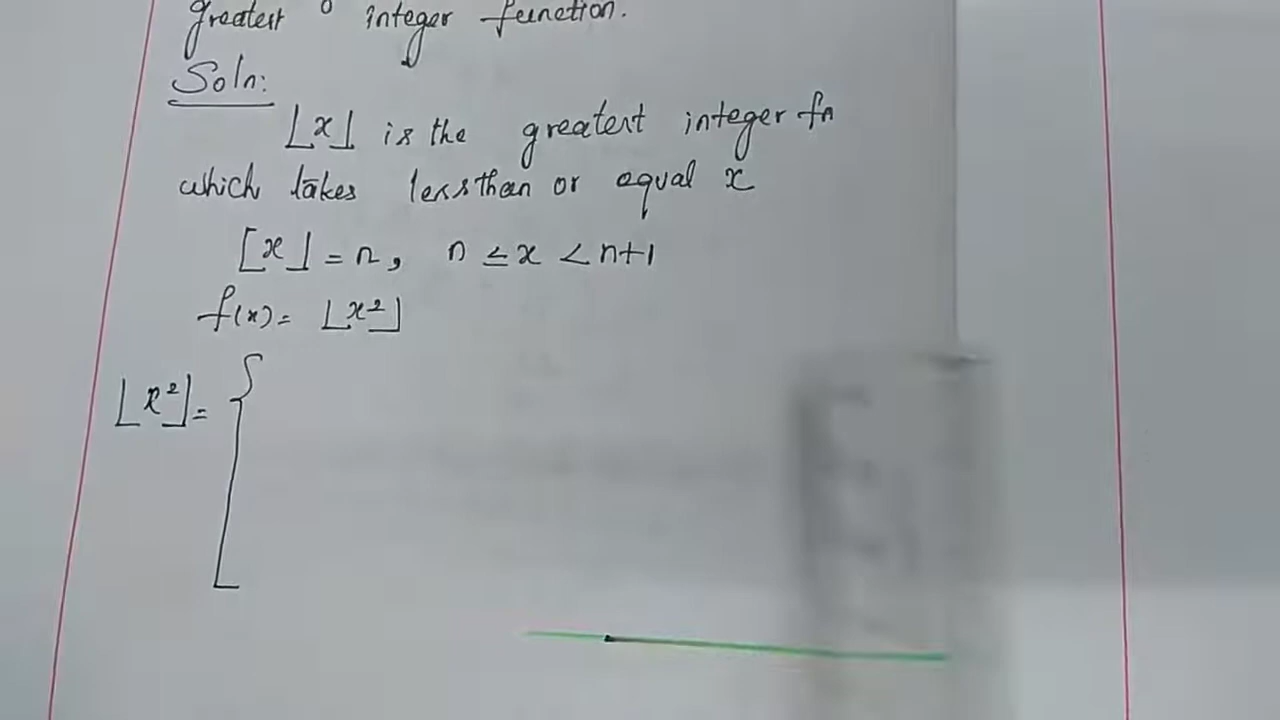 greatest integer function.
Soln:
⌊x⌋ is the greatest integer fn
which takes less than or equal x
⌈x⌋ = n, n ≤ x < n+1
f(x) = ⌊x²⌋
⌊x²⌋ = {